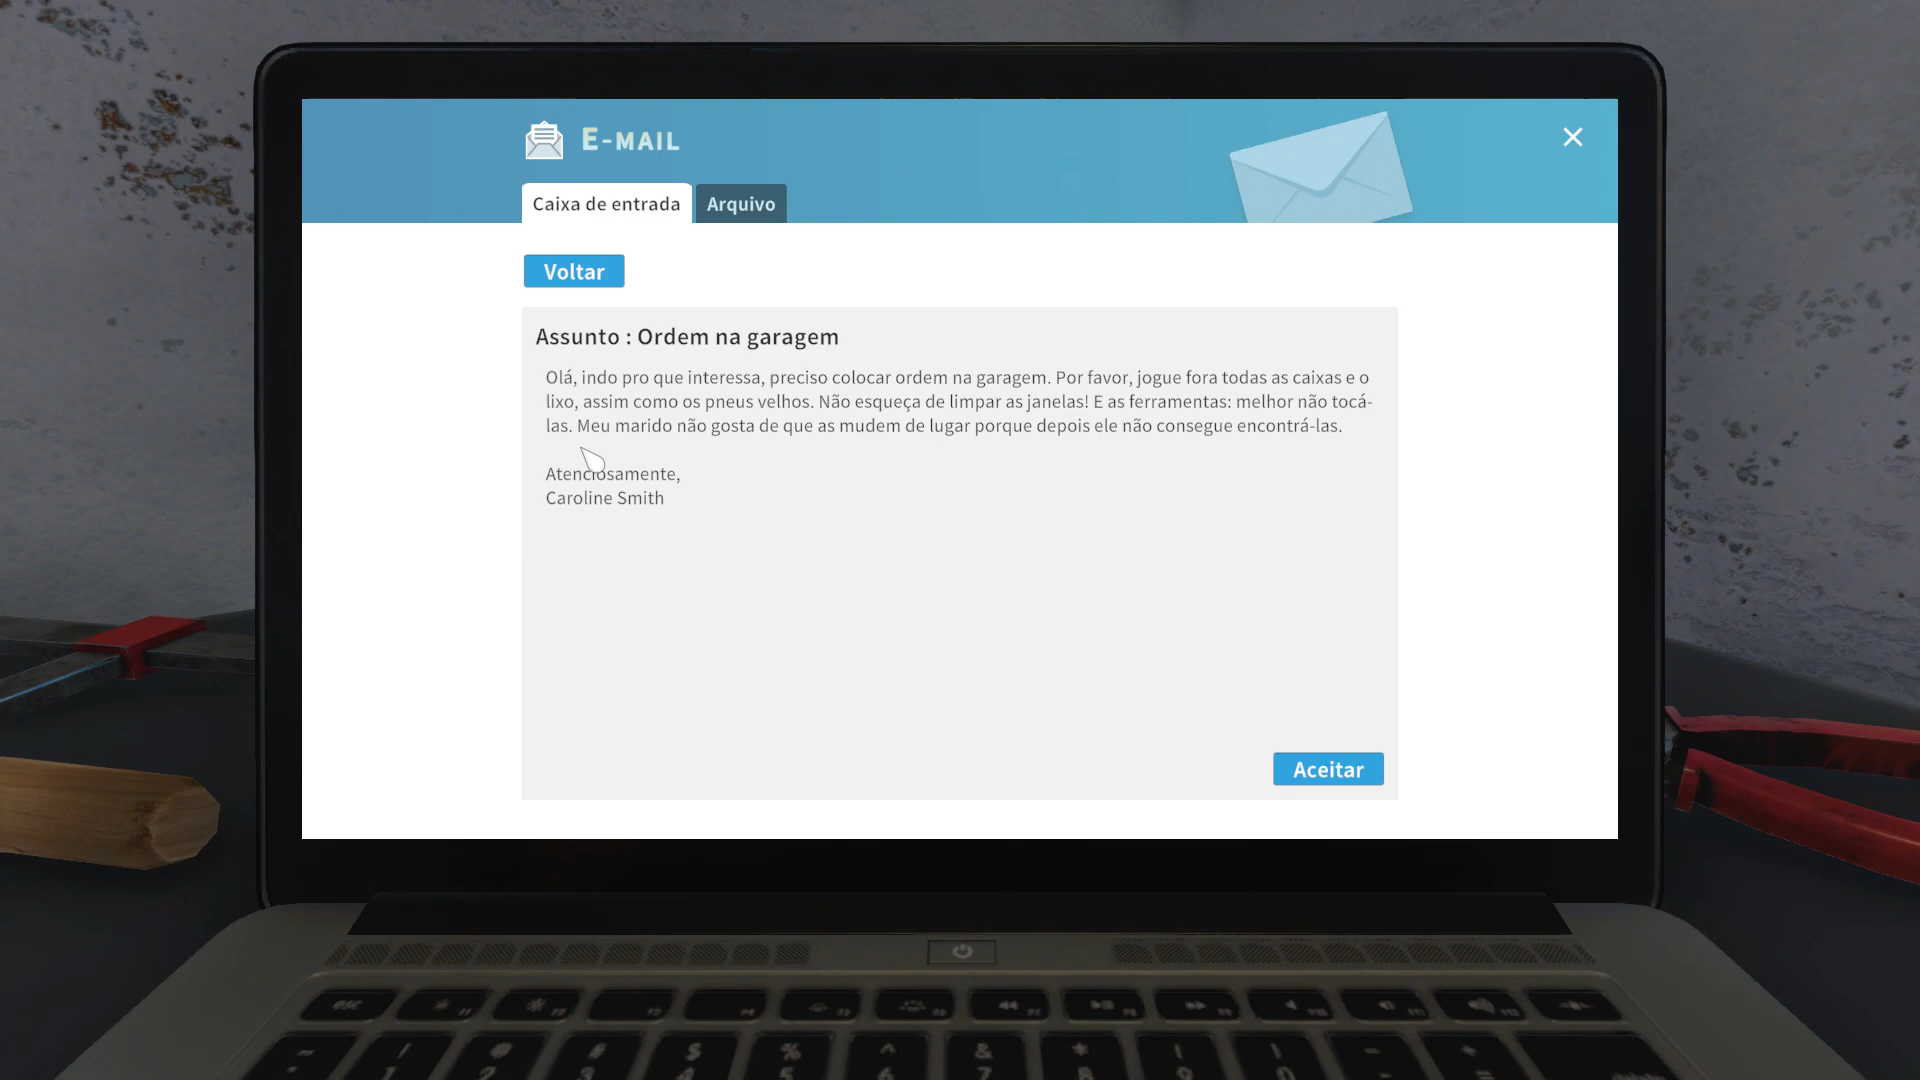 E-MAIL
Caixa de entrada
Arquivo
Voltar
Assunto : Ordem na garagem
Olá, indo pro que interessa, preciso colocar ordem na garagem. Por favor, jogue fora todas as caixas e o
lixo, assim como os pneus velhos. Não esqueça de limpar as janelas! E as ferramentas: melhor não tocá-
las. Meu marido não gosta de que as mudem de lugar porque depois ele não consegue encontrá-las.
Atenciosamente,
Caroline Smith
Aceitar
esc